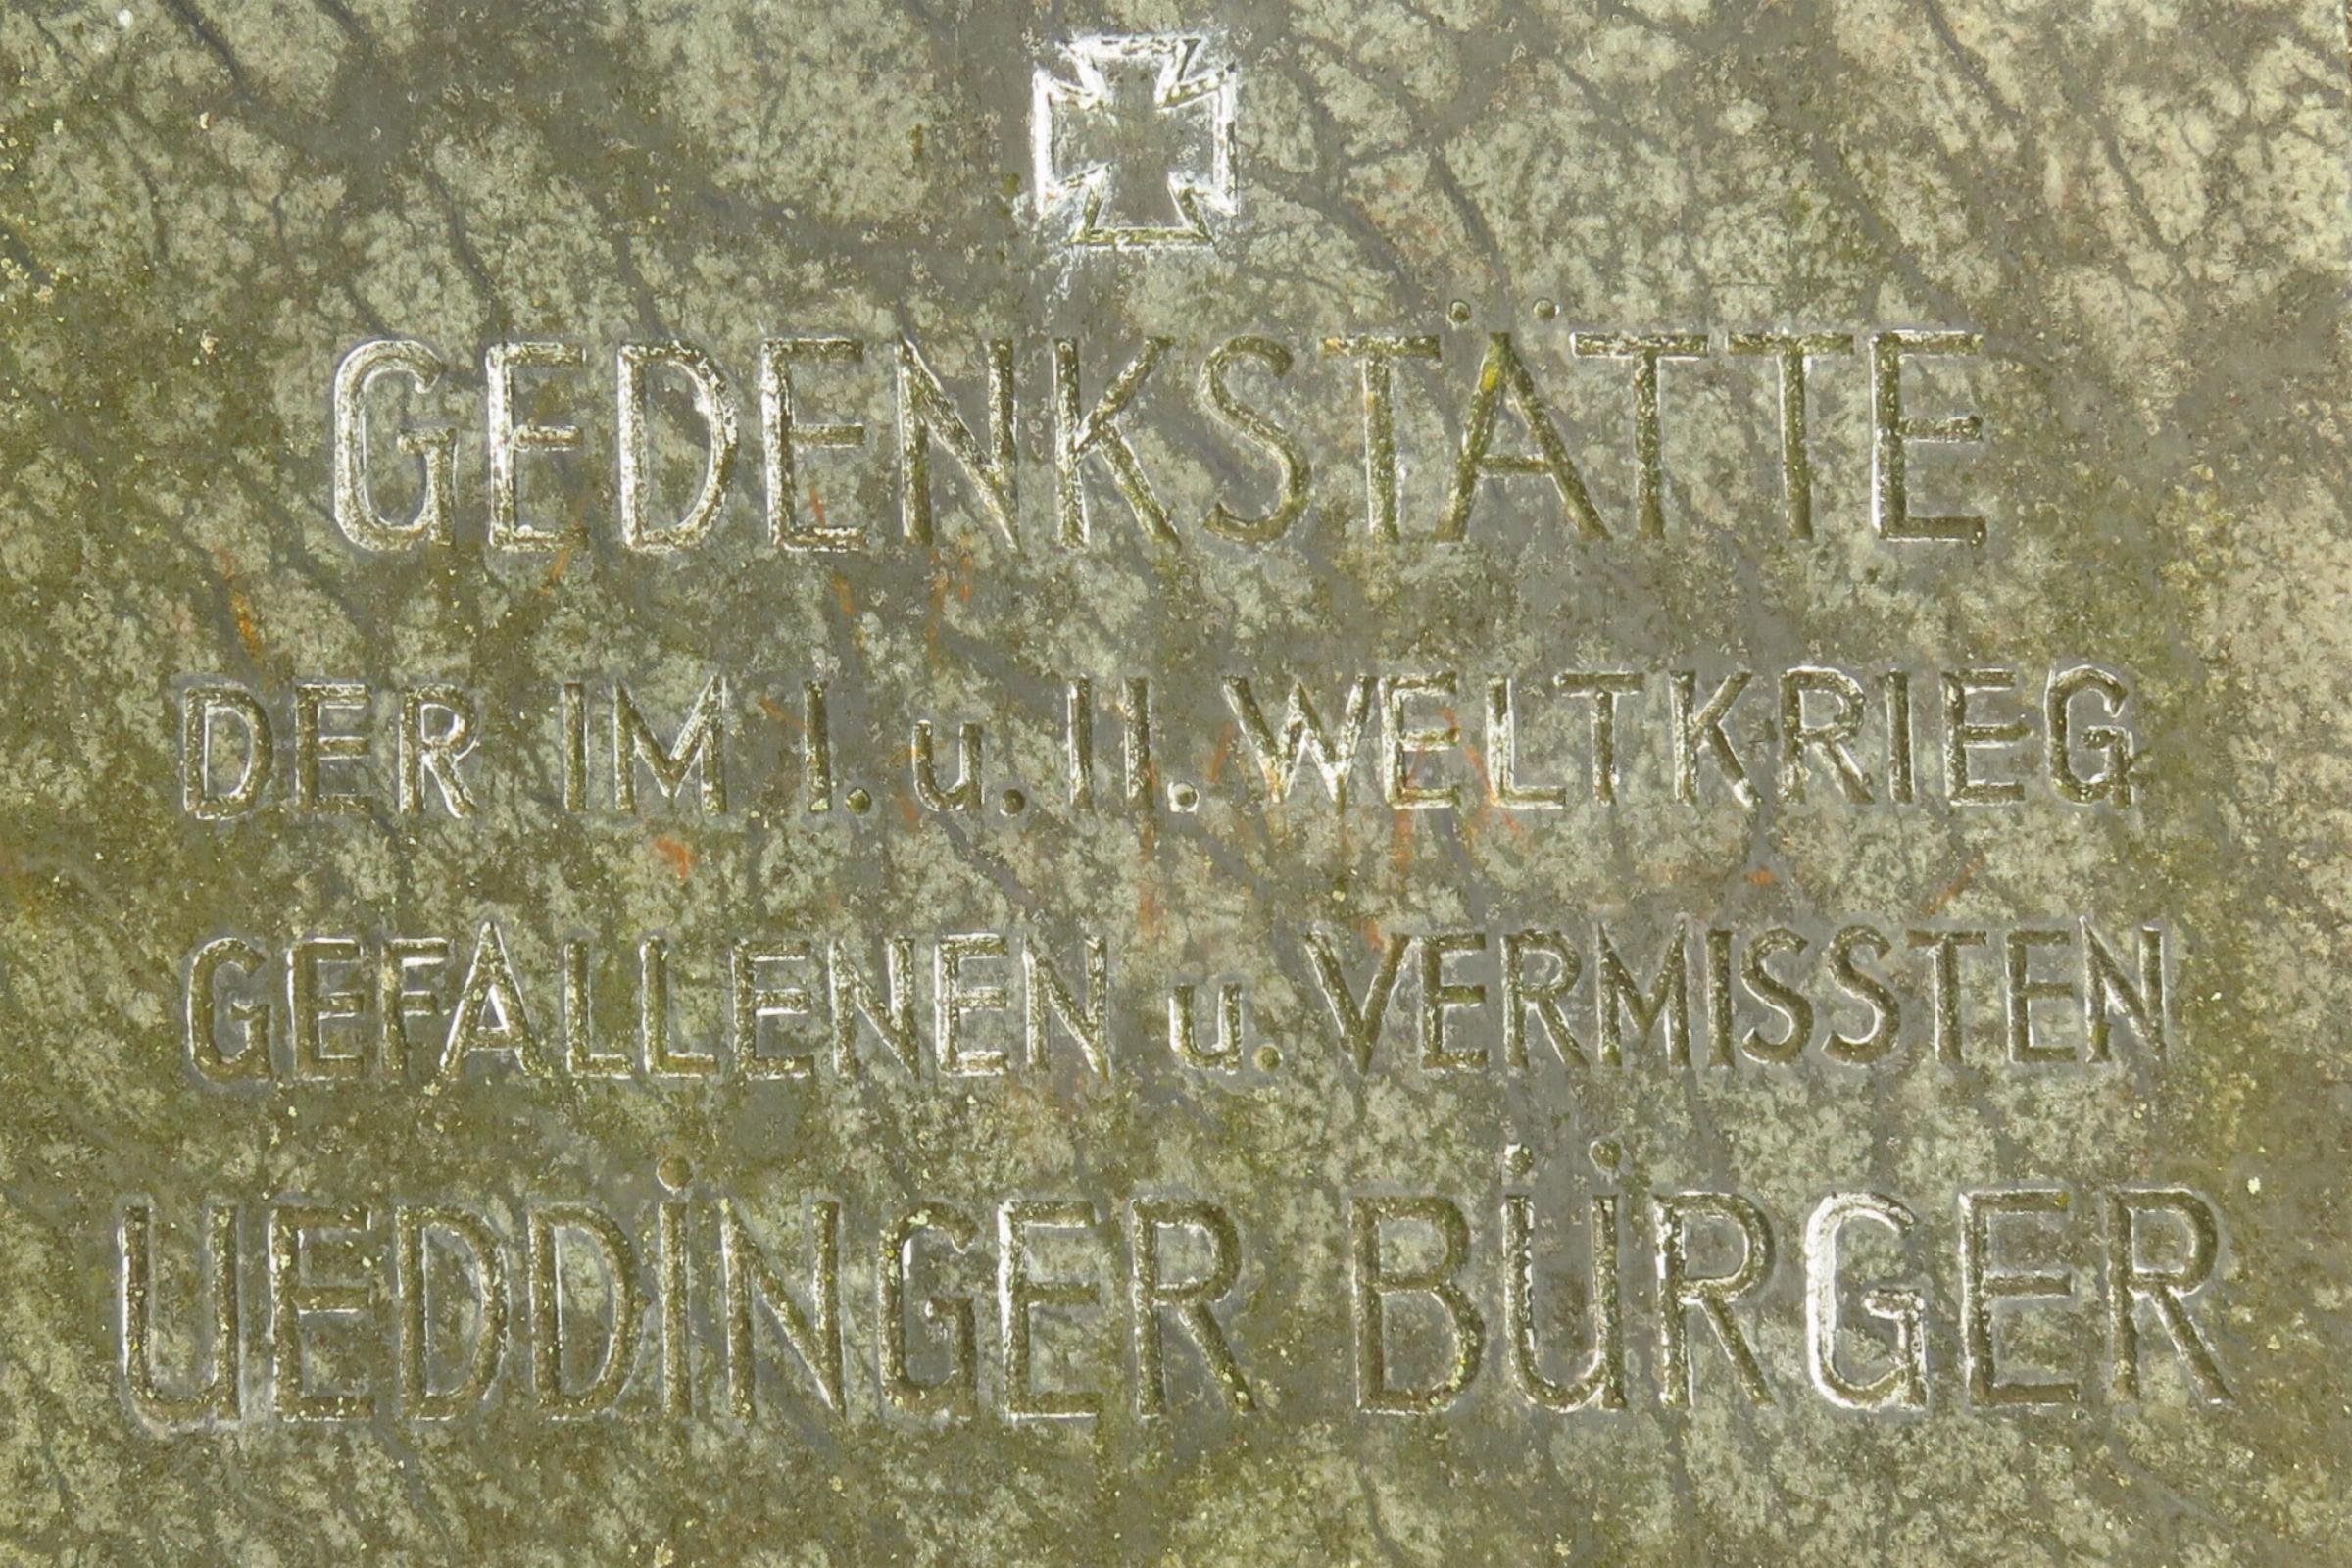 GEDENKSTÄTTE
DER IM I. u. II. WELTKRIEG
GEFALLENEN u. VERMISSTEN
UEDDiNGER BÜRGER